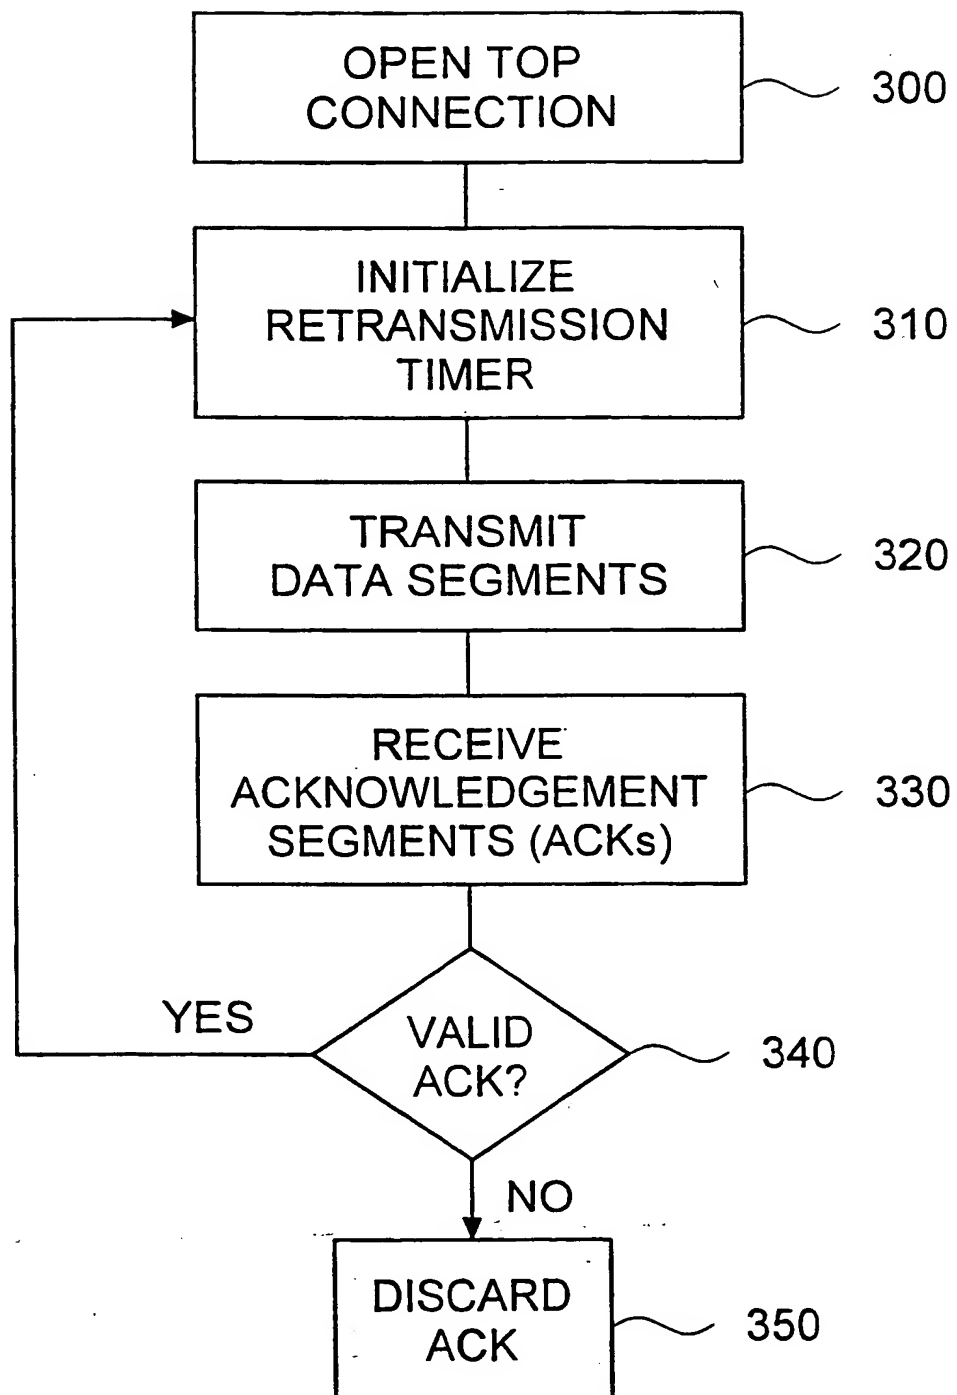 OPEN TOP
CONNECTION
300
INITIALIZE
RETRANSMISSION
TIMER
310
TRANSMIT
DATA SEGMENTS
320
RECEIVE
ACKNOWLEDGEMENT
SEGMENTS (ACKs)
330
YES
VALID
ACK?
340
NO
DISCARD
ACK
350